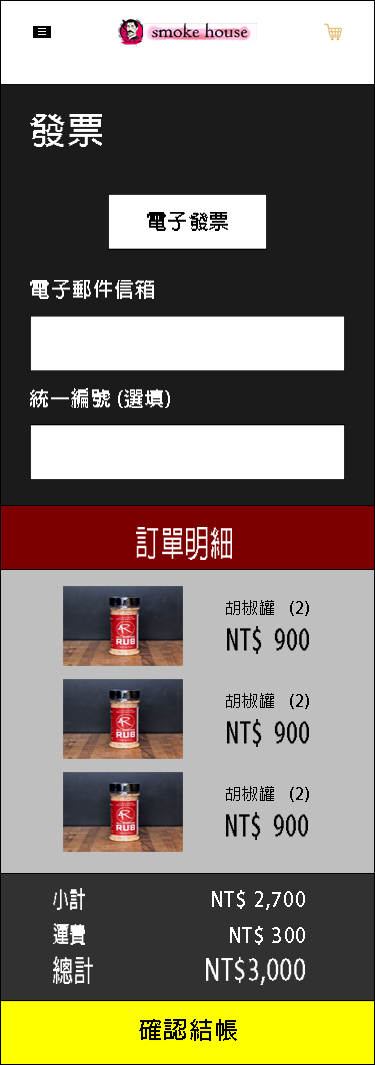 smoke house
發票
電子發票
電子郵件信箱
統一編號 (選填)
訂單明細
胡椒罐 (2)
NT$ 900
R
RUB
胡椒罐 (2)
NT$ 900
R
RUB
胡椒罐 (2)
NT$ 900
R
RUB
小計 NT$ 2,700
運費 NT$ 300
總計 NT$3,000
確認結帳